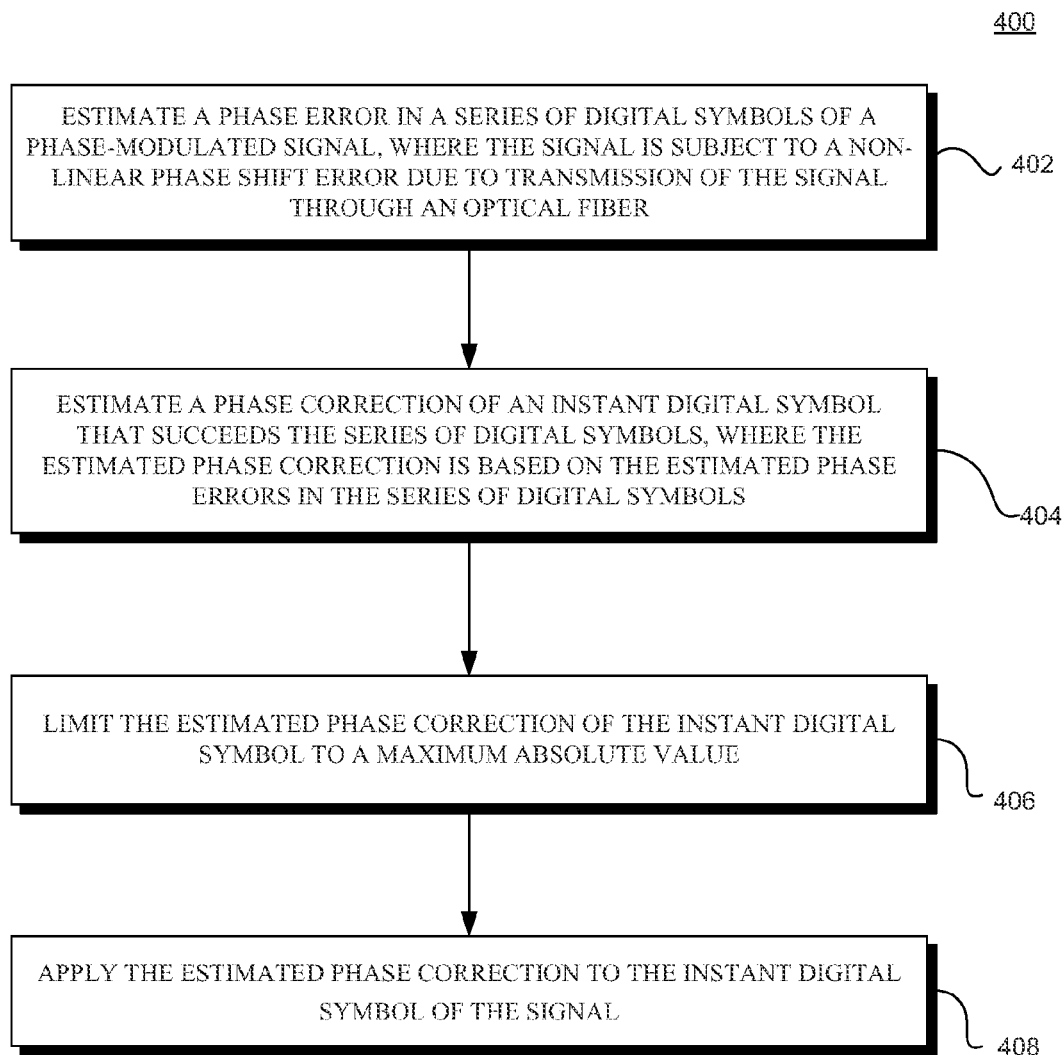 400
ESTIMATE A PHASE ERROR IN A SERIES OF DIGITAL SYMBOLS OF A
PHASE-MODULATED SIGNAL, WHERE THE SIGNAL IS SUBJECT TO A NON-
LINEAR PHASE SHIFT ERROR DUE TO TRANSMISSION OF THE SIGNAL
THROUGH AN OPTICAL FIBER
402
ESTIMATE A PHASE CORRECTION OF AN INSTANT DIGITAL SYMBOL
THAT SUCCEEDS THE SERIES OF DIGITAL SYMBOLS, WHERE THE
ESTIMATED PHASE CORRECTION IS BASED ON THE ESTIMATED PHASE
ERRORS IN THE SERIES OF DIGITAL SYMBOLS
404
LIMIT THE ESTIMATED PHASE CORRECTION OF THE INSTANT DIGITAL
SYMBOL TO A MAXIMUM ABSOLUTE VALUE
406
APPLY THE ESTIMATED PHASE CORRECTION TO THE INSTANT DIGITAL
SYMBOL OF THE SIGNAL
408